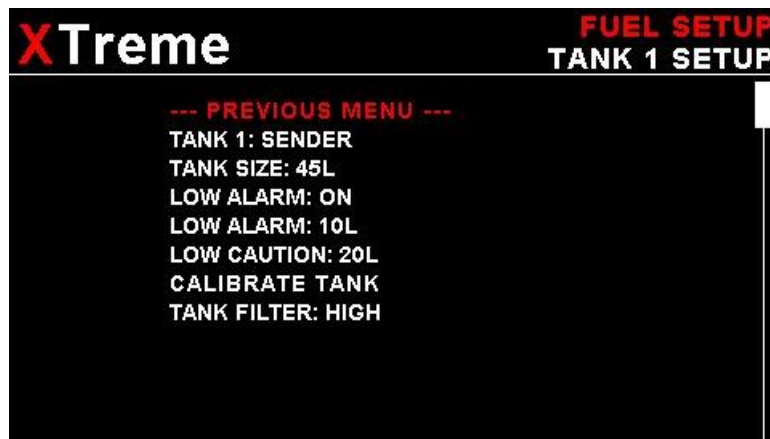 XTreme
FUEL SETUP
TANK 1 SETUP
--- PREVIOUS MENU ---
TANK 1: SENDER
TANK SIZE: 45L
LOW ALARM: ON
LOW ALARM: 10L
LOW CAUTION: 20L
CALIBRATE TANK
TANK FILTER: HIGH